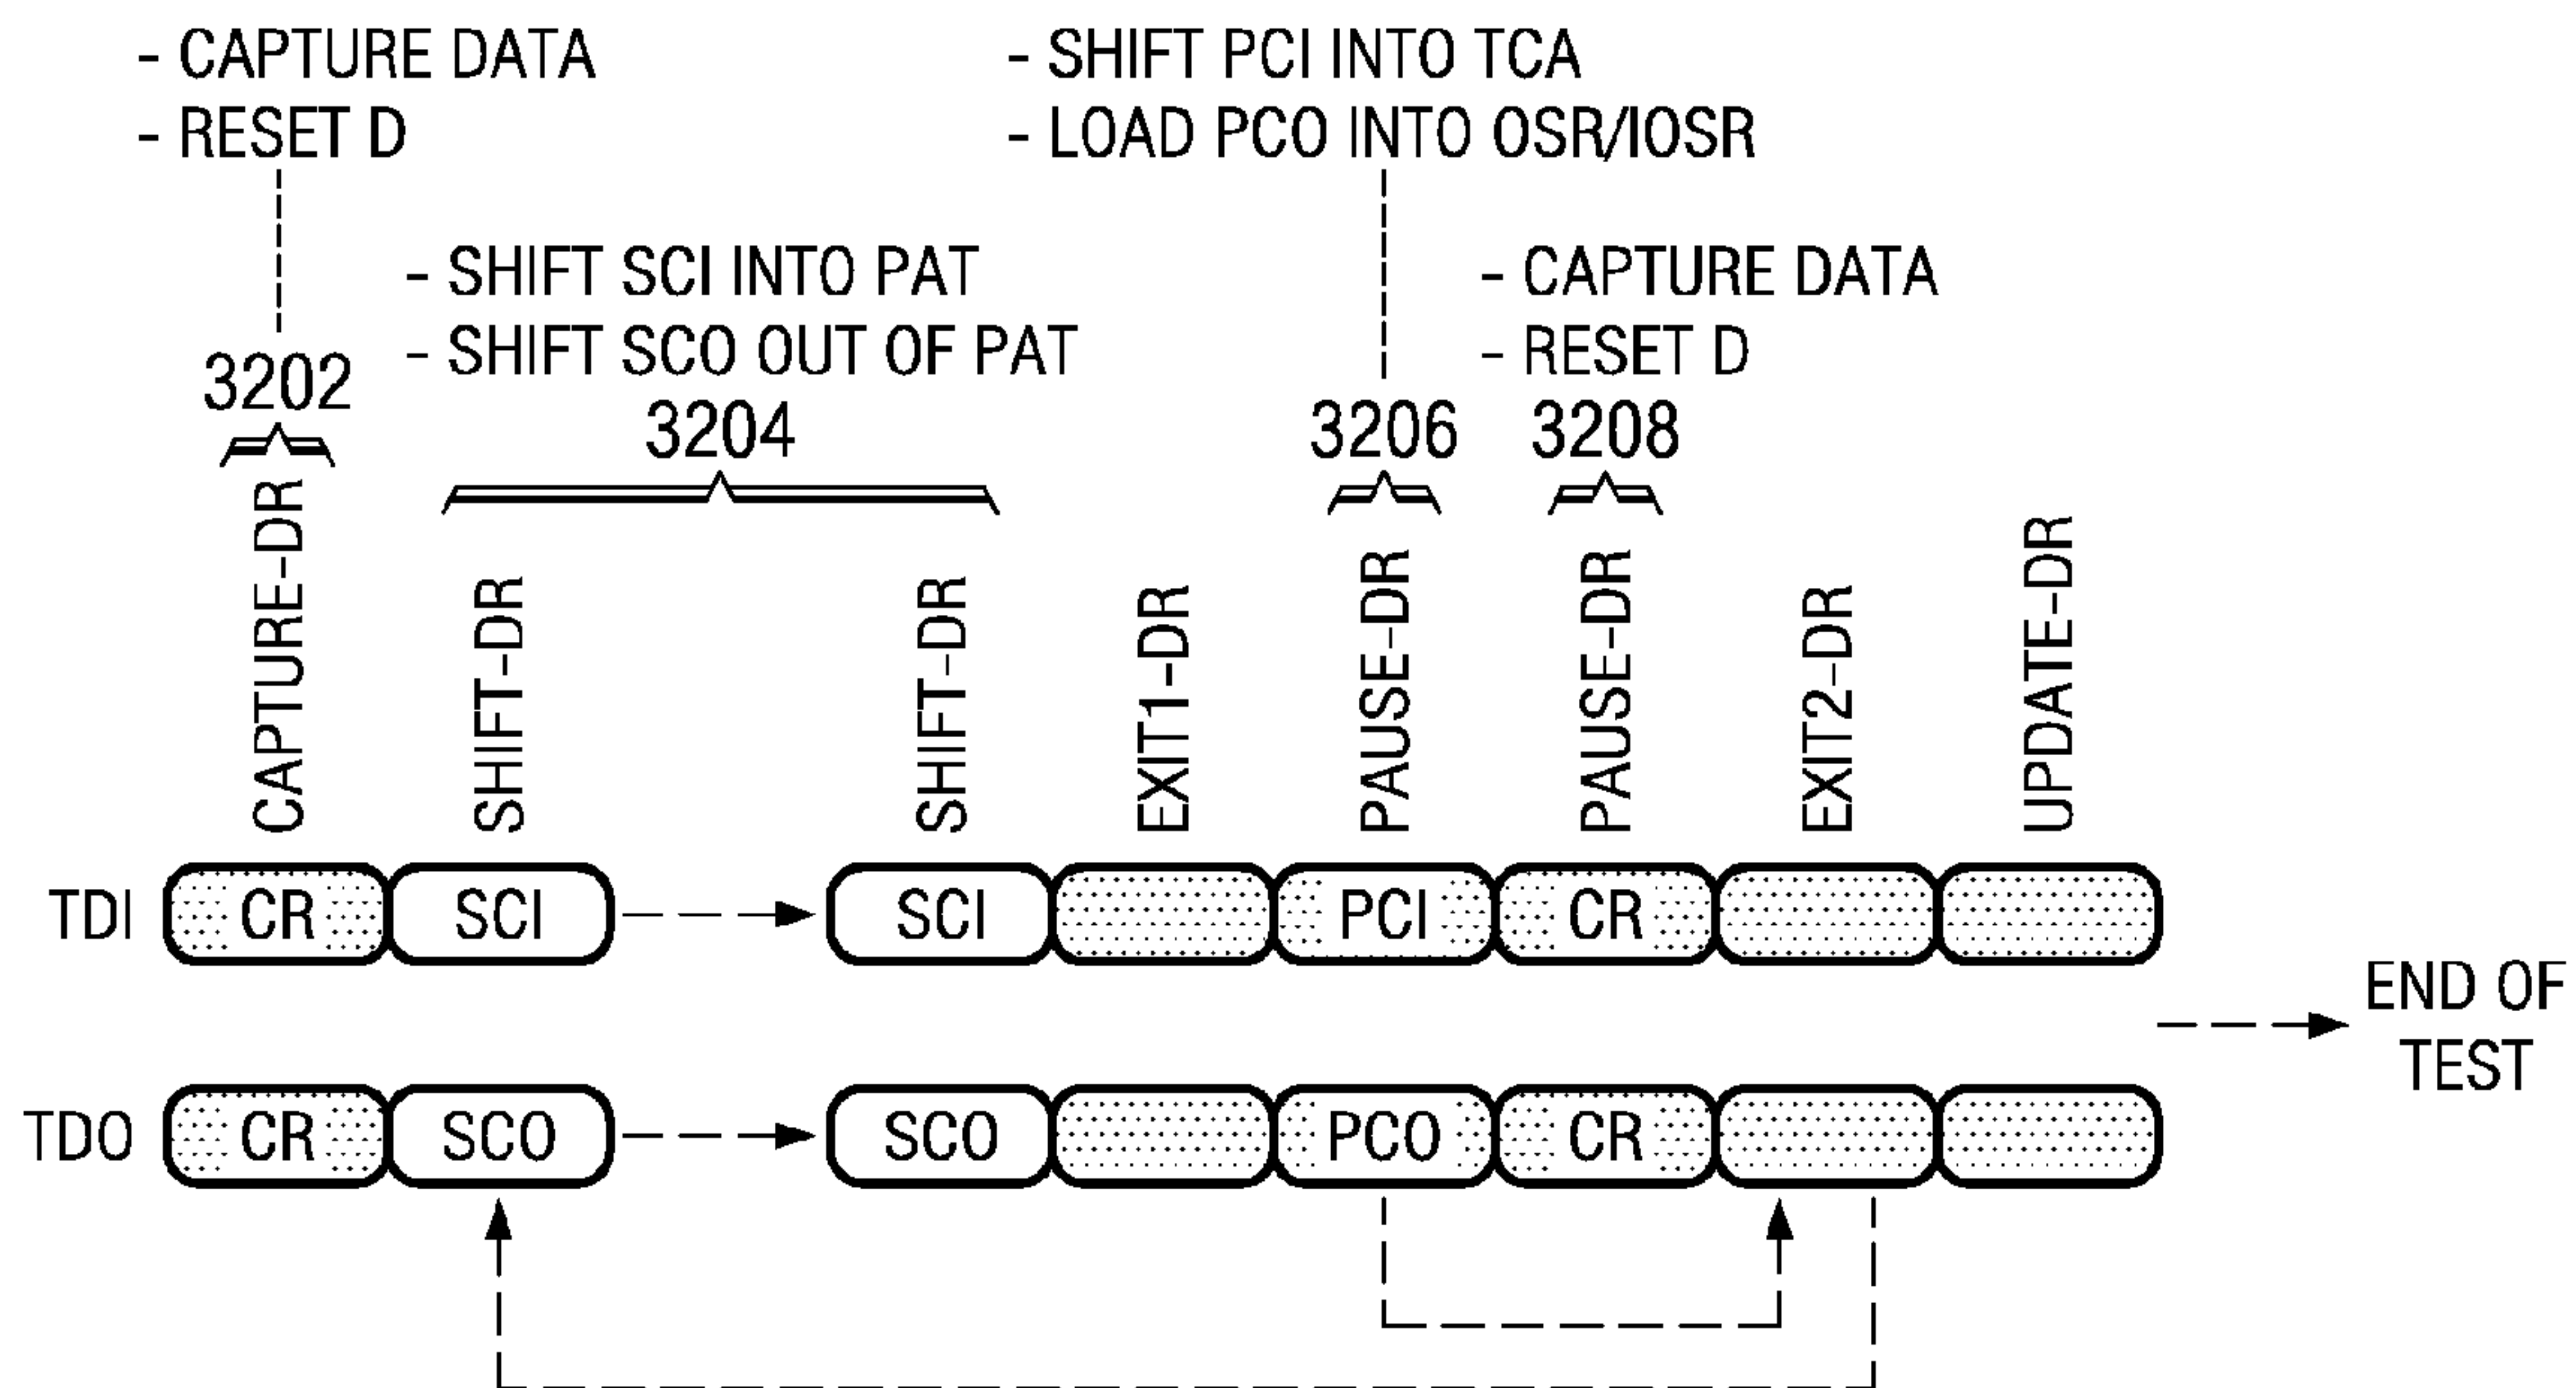 - CAPTURE DATA
- RESET D
- SHIFT PCI INTO TCA
- LOAD PCO INTO OSR/IOSR
- SHIFT SCI INTO PAT
- SHIFT SCO OUT OF PAT
- CAPTURE DATA
- RESET D
3202
3204
3206
3208
CAPTURE-DR
SHIFT-DR
SHIFT-DR
EXIT1-DR
PAUSE-DR
PAUSE-DR
EXIT2-DR
UPDATE-DR
TDI CR SCI SCI PCI CR
END OF
TEST
TDO CR SCO SCO PCO CR